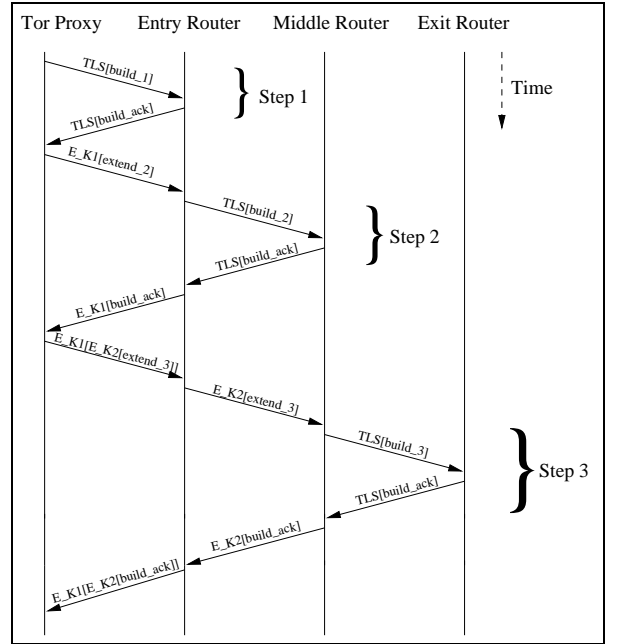 Tor Proxy Entry Router Middle Router Exit Router
TLS[build_1]
Step 1
Time
TLS[build_ack]
E_K1[extend_2]
TLS[build_2]
Step 2
TLS[build_ack]
E_K1[build_ack]
E_K1[E_K2[extend_3]]
E_K2[extend_3]
TLS[build_3]
Step 3
TLS[build_ack]
E_K2[build_ack]
E_K1[E_K2[build_ack]]